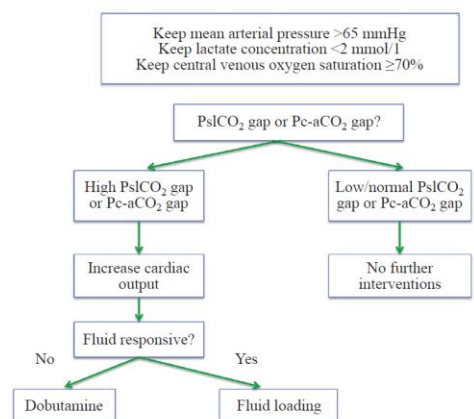 Keep mean arterial pressure >65 mmHg
Keep lactate concentration <2 mmol/1
Keep central venous oxygen saturation ≥70%
PslCO₂ gap or Pc-aCO₂ gap?
High PslCO₂ gap
or Pc-aCO₂ gap
Low/normal PslCO₂
gap or Pc-aCO₂ gap
Increase cardiac
output
No further
interventions
Fluid responsive?
No
Yes
Dobutamine
Fluid loading